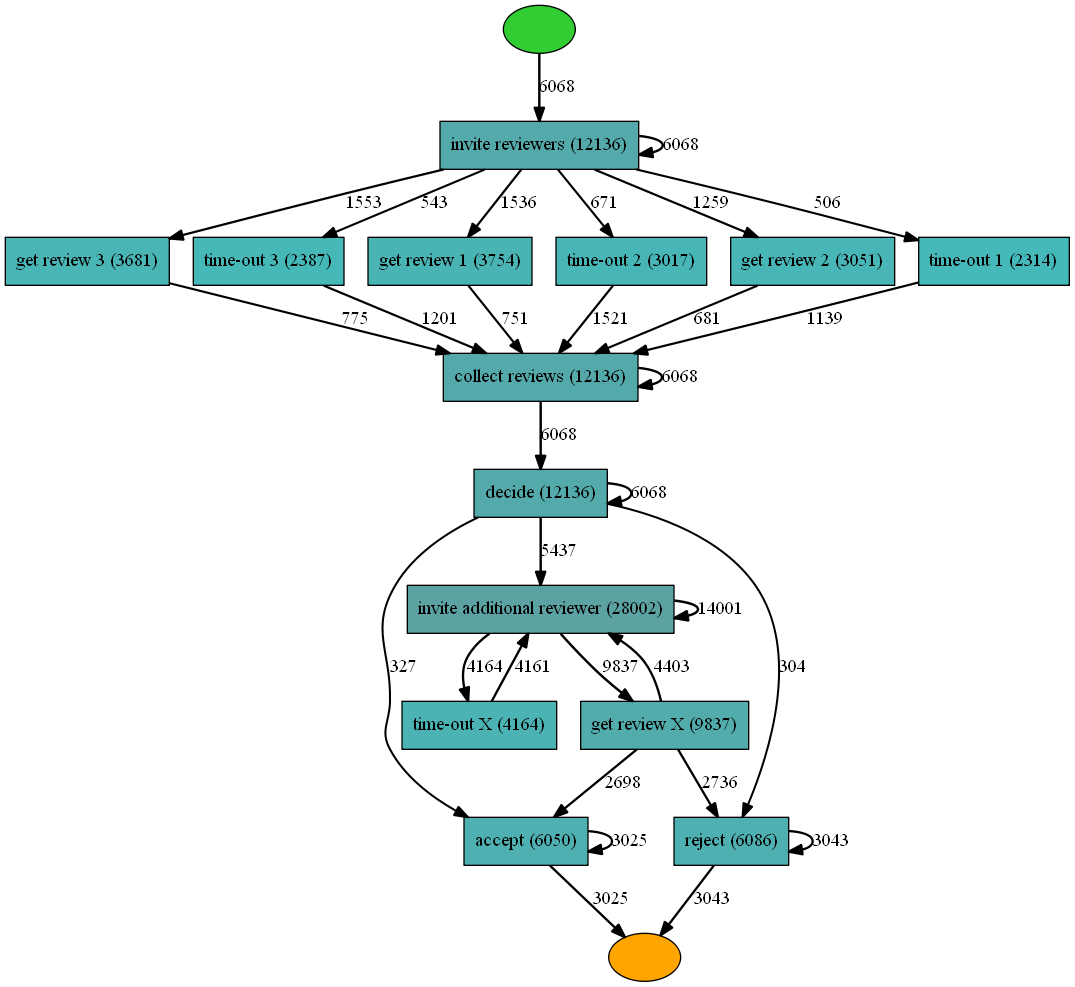 6068
invite reviewers (12136)
6068
1553
543
1536
671
1259
506
get review 3 (3681)
time-out 3 (2387)
get review 1 (3754)
time-out 2 (3017)
get review 2 (3051)
time-out 1 (2314)
775
1201
751
1521
681
1139
collect reviews (12136)
6068
6068
decide (12136)
6068
5437
invite additional reviewer (28002)
14001
327
4164
4161
9837
4403
304
time-out X (4164)
get review X (9837)
2698
2736
accept (6050)
3025
reject (6086)
3043
3025
3043